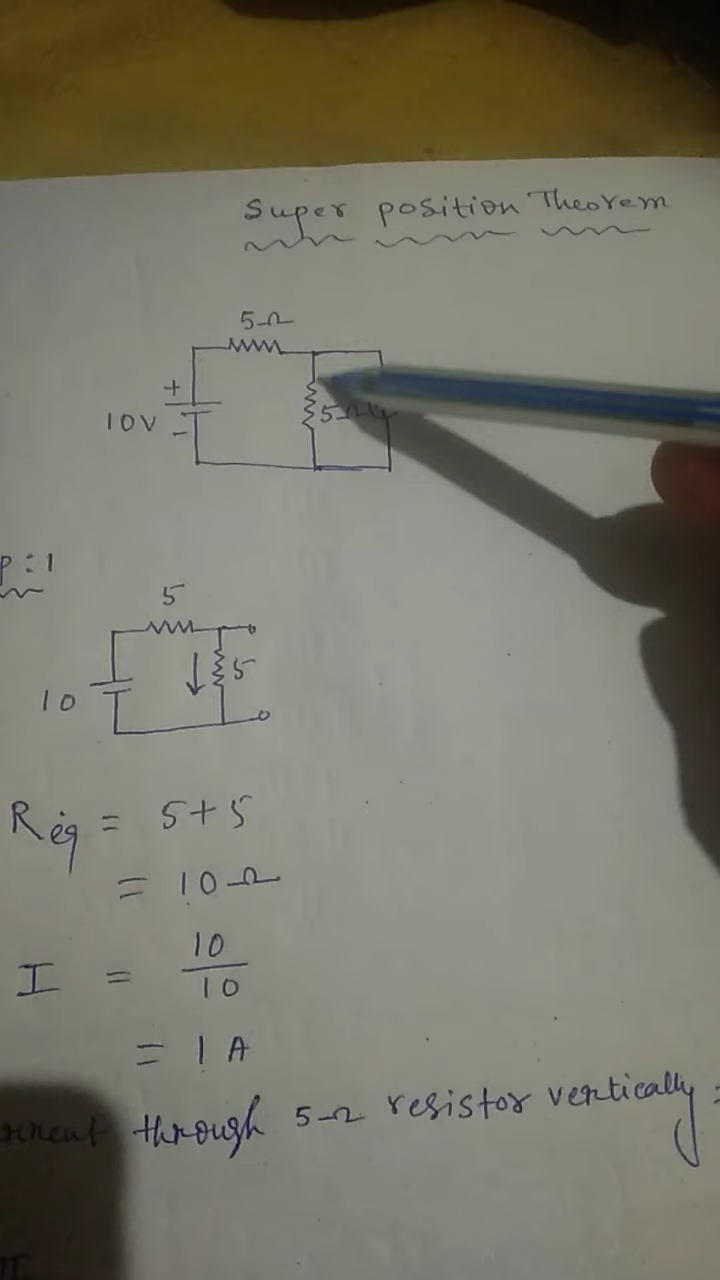 Super position Theorem
5Ω
+
10V
-
5Ω
p : 1
5
10
5
Req = 5+5
= 10Ω
I = 10/10
= 1 A
through 5Ω resistor vertically =